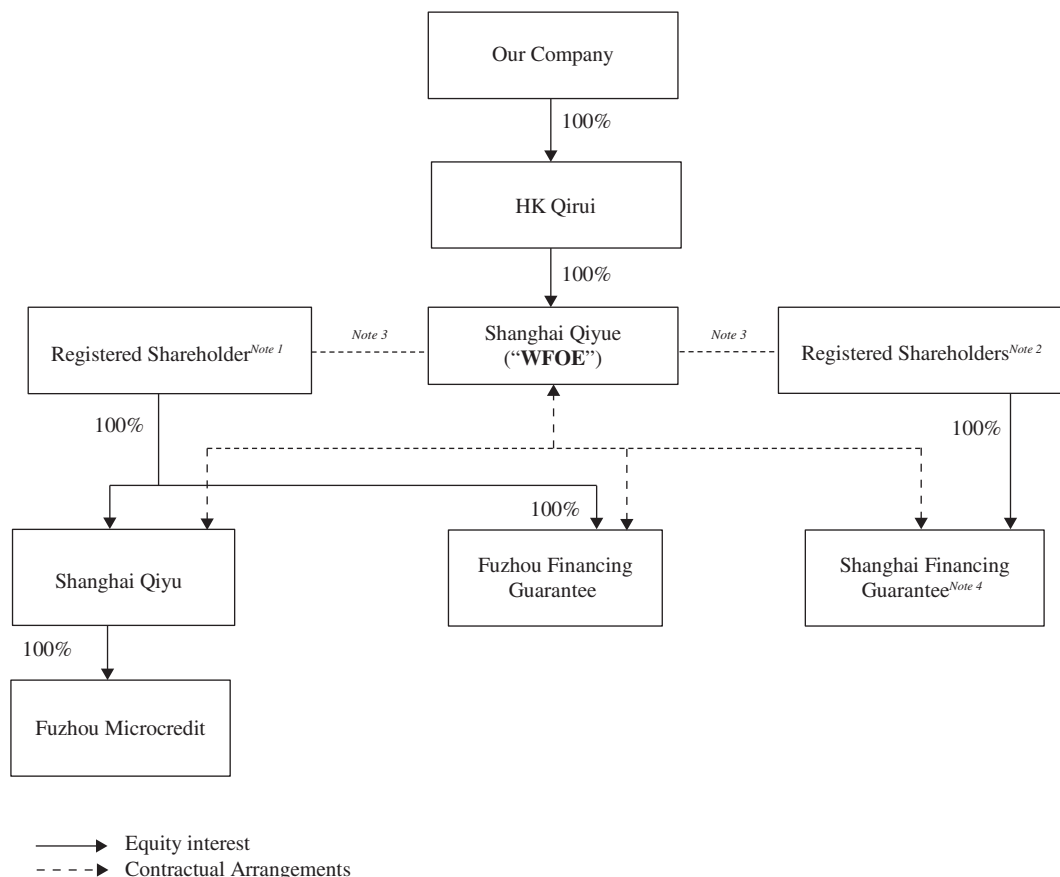 Our Company
100%
HK Qirui
100%
Registered Shareholder Note 1
Note 3
Shanghai Qiyue
(“WFOE”)
Note 3
Registered Shareholders Note 2
100%
100%
100%
Shanghai Qiyu
Fuzhou Financing
Guarantee
Shanghai Financing
Guarantee Note 4
100%
Fuzhou Microcredit
Equity interest
Contractual Arrangements